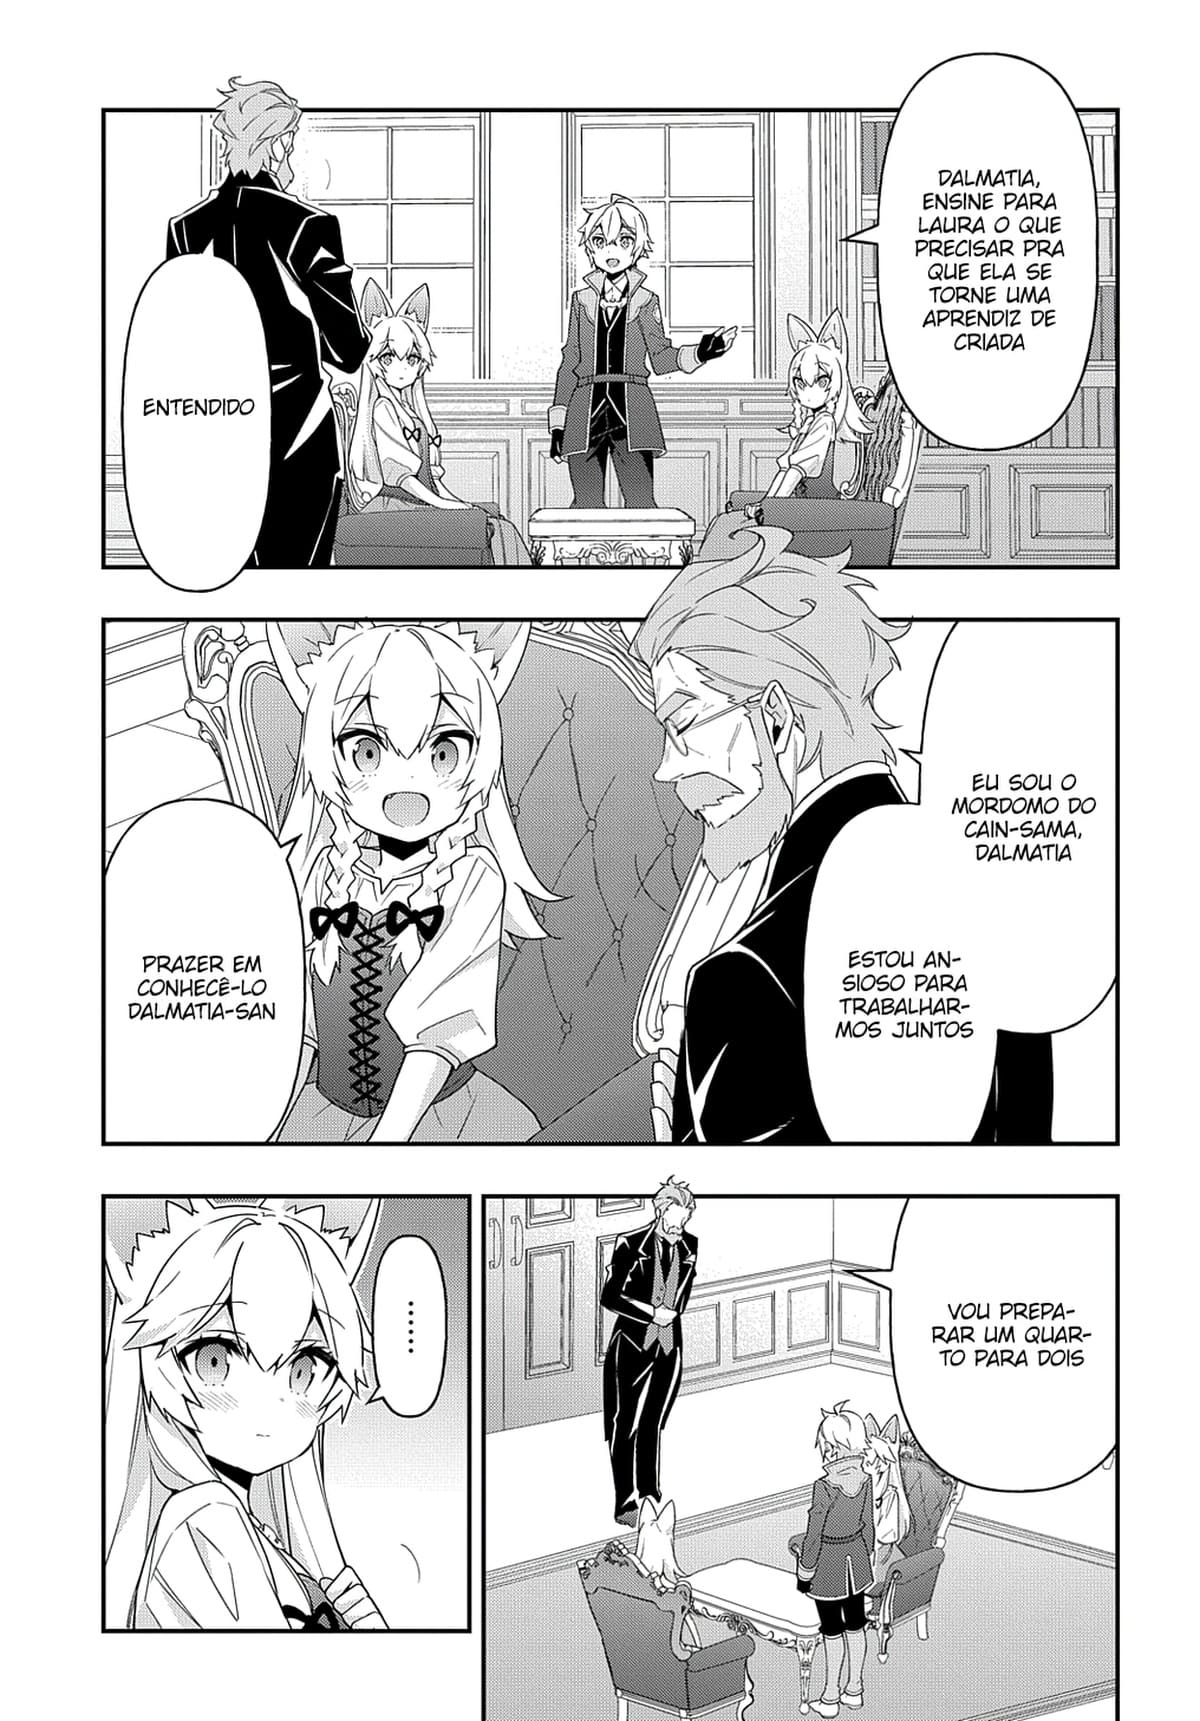 DALMATIA,
ENSINE PARA
LAURA O QUE
PRECISAR PRA
QUE ELA SE
TORNE UMA
APRENDIZ DE
CRIADA
ENTENDIDO
EU SOU O
MORDOMO DO
CAIN-SAMA,
DALMATIA
ESTOU AN-
SIOSO PARA
TRABALHAR-
MOS JUNTOS
PRAZER EM
CONHECÊ-LO
DALMATIA-SAN
VOU PREPA-
RAR UM QUAR-
TO PARA DOIS
......